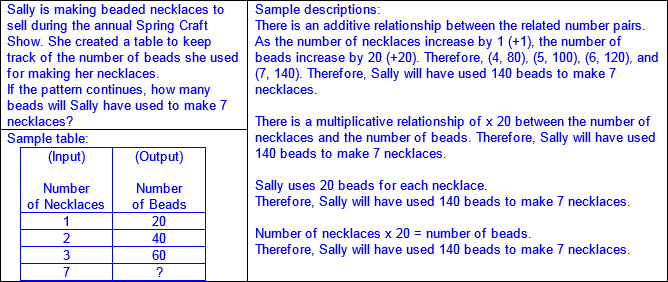 Sally is making beaded necklaces to
sell during the annual Spring Craft
Show. She created a table to keep
track of the number of beads she used
for making her necklaces.
If the pattern continues, how many
beads will Sally have used to make 7
necklaces?
Sample table:
(Input) (Output)
Number Number
of Necklaces of Beads
1 20
2 40
3 60
7 ?
Sample descriptions:
There is an additive relationship between the related number pairs.
As the number of necklaces increase by 1 (+1), the number of
beads increase by 20 (+20). Therefore, (4, 80), (5, 100), (6, 120), and
(7, 140). Therefore, Sally will have used 140 beads to make 7
necklaces.
There is a multiplicative relationship of x 20 between the number of
necklaces and the number of beads. Therefore, Sally will have used
140 beads to make 7 necklaces.
Sally uses 20 beads for each necklace.
Therefore, Sally will have used 140 beads to make 7 necklaces.
Number of necklaces x 20 = number of beads.
Therefore, Sally will have used 140 beads to make 7 necklaces.